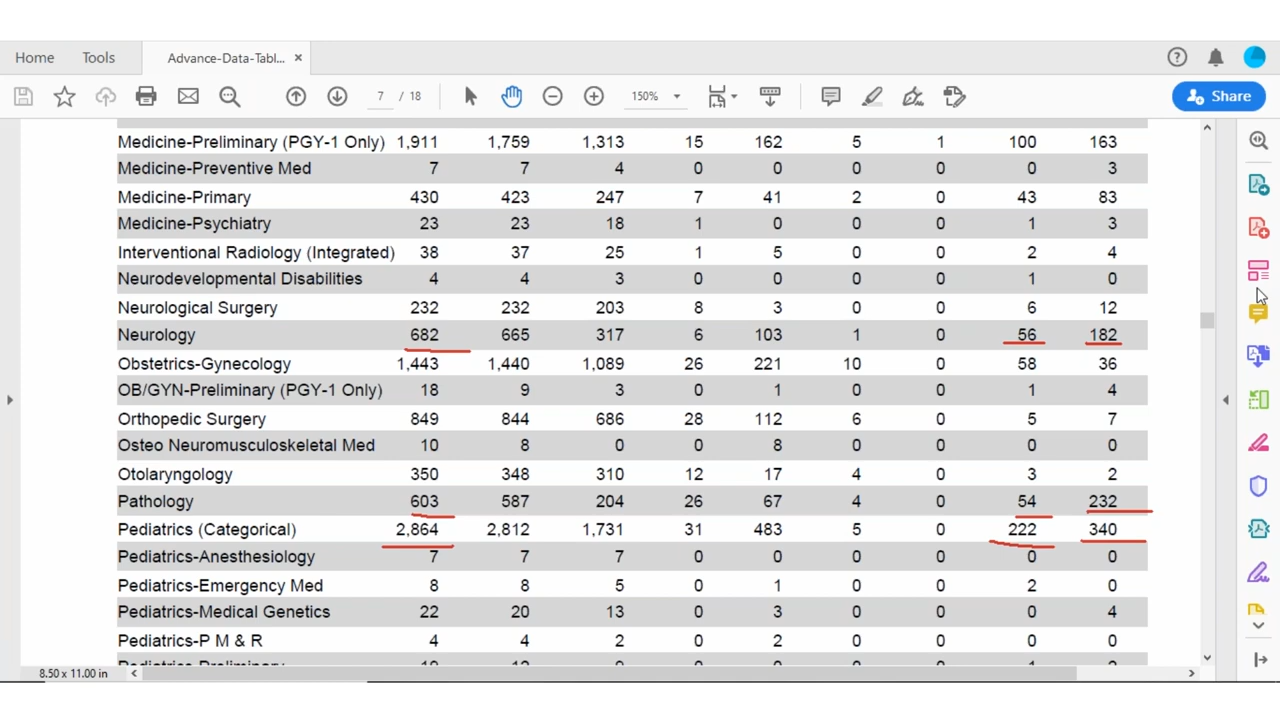 Home Tools Advance-Data-Tabl... ×
7 / 18 150% Share
Medicine-Preliminary (PGY-1 Only) 1,911 1,759 1,313 15 162 5 1 100 163
Medicine-Preventive Med 7 7 4 0 0 0 0 0 3
Medicine-Primary 430 423 247 7 41 2 0 43 83
Medicine-Psychiatry 23 23 18 1 0 0 0 1 3
Interventional Radiology (Integrated) 38 37 25 1 5 0 0 2 4
Neurodevelopmental Disabilities 4 4 3 0 0 0 0 1 0
Neurological Surgery 232 232 203 8 3 0 0 6 12
Neurology 682 665 317 6 103 1 0 56 182
Obstetrics-Gynecology 1,443 1,440 1,089 26 221 10 0 58 36
OB/GYN-Preliminary (PGY-1 Only) 18 9 3 0 1 0 0 1 4
Orthopedic Surgery 849 844 686 28 112 6 0 5 7
Osteo Neuromusculoskeletal Med 10 8 0 0 8 0 0 0 0
Otolaryngology 350 348 310 12 17 4 0 3 2
Pathology 603 587 204 26 67 4 0 54 232
Pediatrics (Categorical) 2,864 2,812 1,731 31 483 5 0 222 340
Pediatrics-Anesthesiology 7 7 7 0 0 0 0 0 0
Pediatrics-Emergency Med 8 8 5 0 1 0 0 2 0
Pediatrics-Medical Genetics 22 20 13 0 3 0 0 0 4
Pediatrics-P M & R 4 4 2 0 2 0 0 0 0
8.50 x 11.00 in